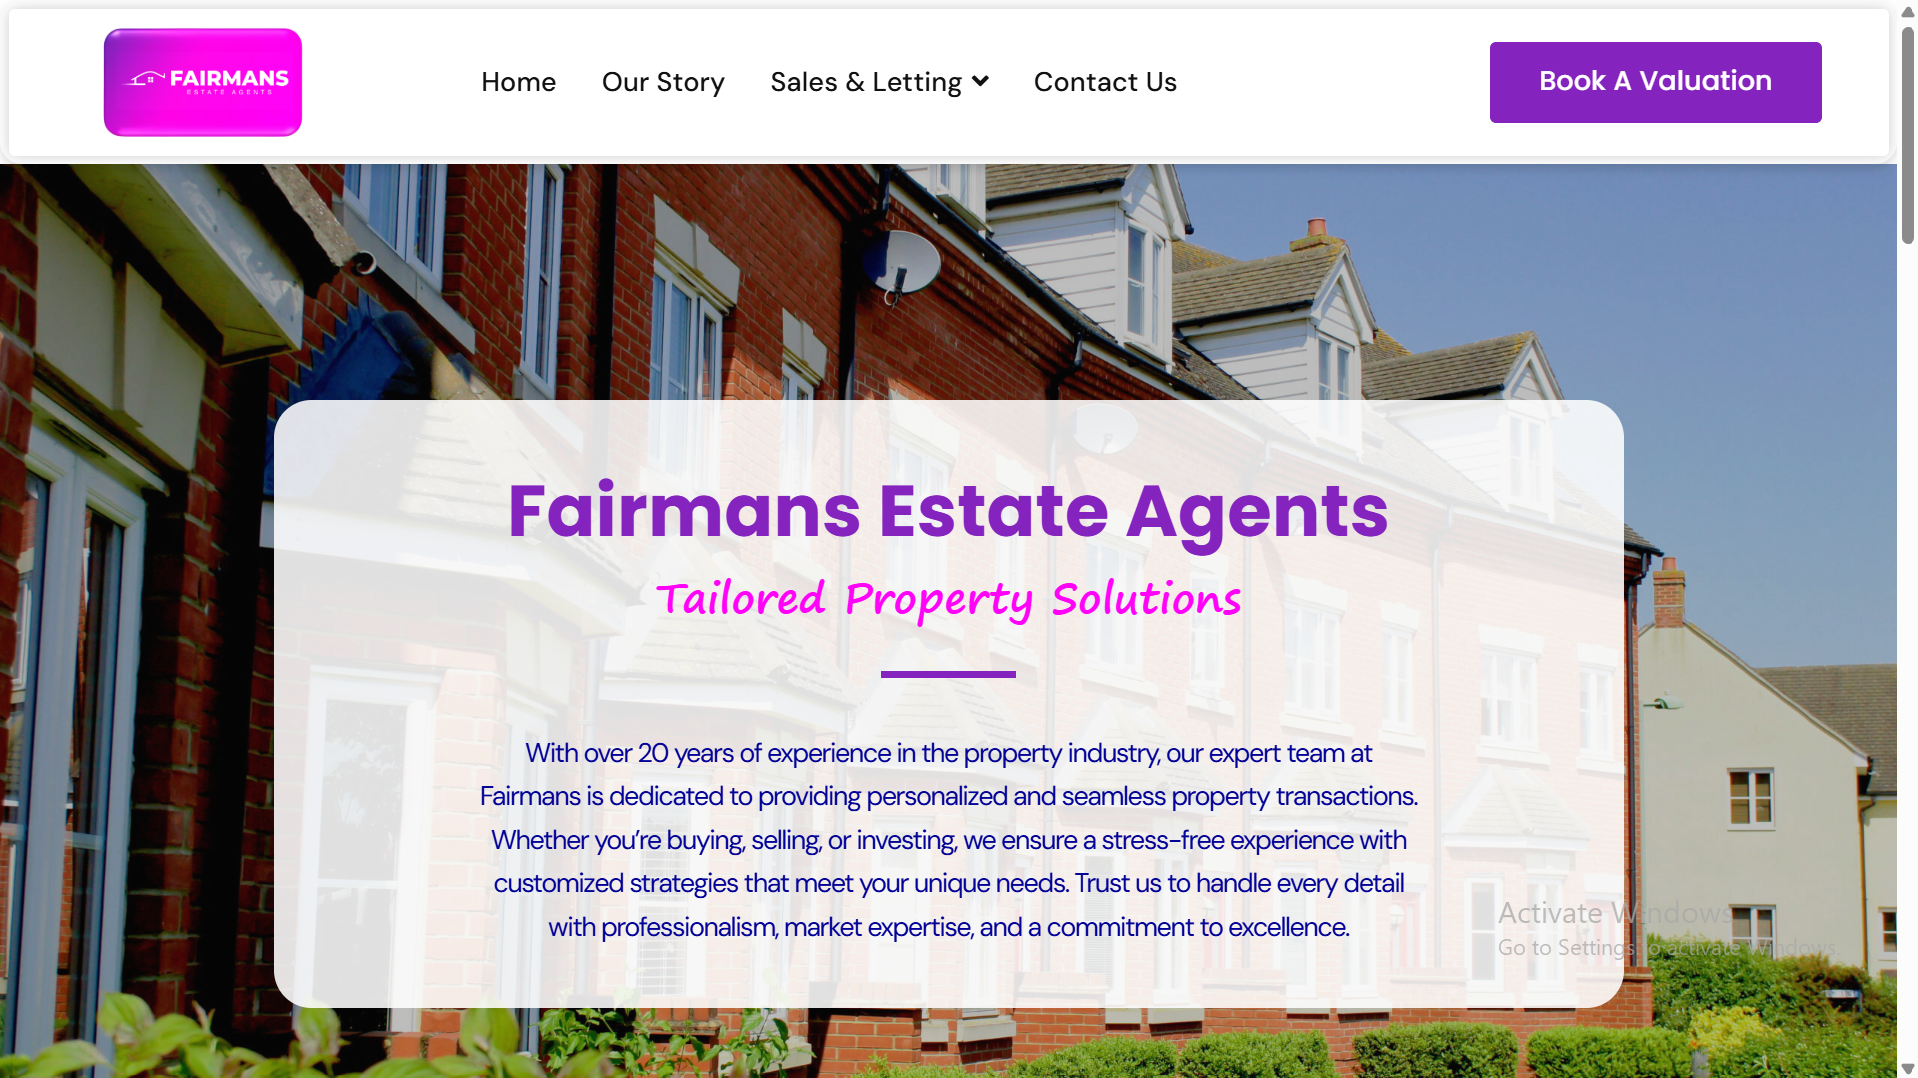 FAIRMANS
ESTATE AGENTS
Home
Our Story
Sales & Letting
Contact Us
Book A Valuation
Fairmans Estate Agents
Tailored Property Solutions
With over 20 years of experience in the property industry, our expert team at
Fairmans is dedicated to providing personalized and seamless property transactions.
Whether you’re buying, selling, or investing, we ensure a stress-free experience with
customized strategies that meet your unique needs. Trust us to handle every detail
with professionalism, market expertise, and a commitment to excellence.
Activate Windows
Go to Settings to activate Windows.